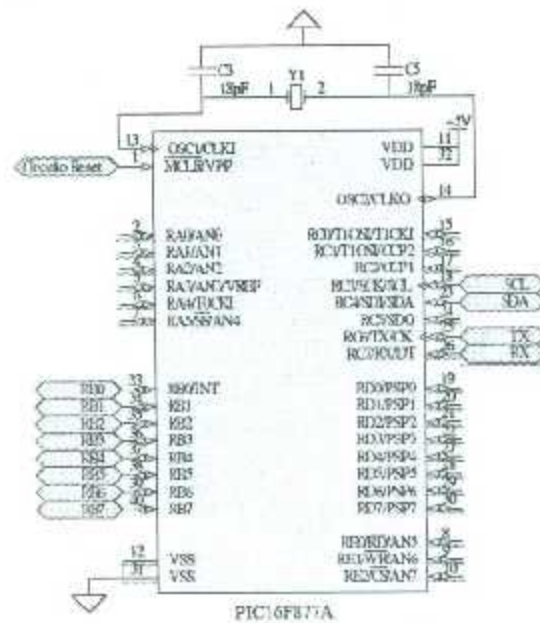 C3
C5
18pF
1
Y1
2
18pF
13
OSC1/CLKI
1
MCLR/VPP
VDD
11
VDD
32
+5V
OSC2/CLKO
14
2
RA0/AN0
RA1/AN1
RA2/AN2
RA3/AN3/VREF
RA4/T0CKI
RA5/SS/AN4
RC0/T1OSI/T1CKI
15
RC1/T1OSI/CCP2
RC2/CCP1
RC3/SCK/SCL
SCL
RC4/SDI/SDA
SDA
RC5/SDO
RC6/TX/CK
TX
RC7/RX/DT
RX
RB0
33
RB0/INT
RB1
RB1
RB2
RB2
RB3
RB3
RB4
RB4
RB5
RB5
RB6
RB6
RB7
RB7
RD0/PSP0
RD1/PSP1
RD2/PSP2
RD3/PSP3
RD4/PSP4
RD5/PSP5
RD6/PSP6
RD7/PSP7
RE0/RD/AN5
RE1/WR/AN6
RE2/CS/AN7
10
12
VSS
31
VSS
PIC16F877A